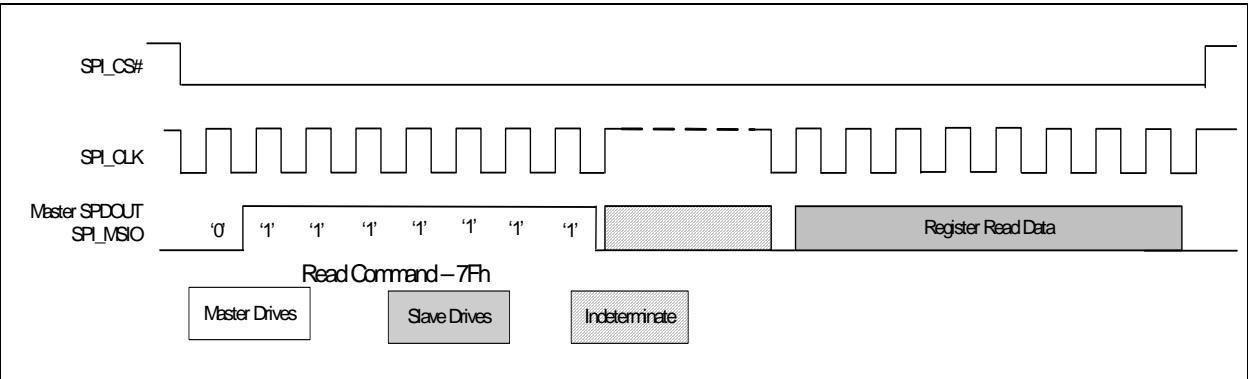 SPI_CS#
SPI_CLK
Master SPDOUT
SPI_MSIO
‘0’ ‘1’ ‘1’ ‘1’ ‘1’ ‘1’ ‘1’ ‘1’
Register Read Data
Read Command – 7Fh
Master Drives
Slave Drives
Indeterminate